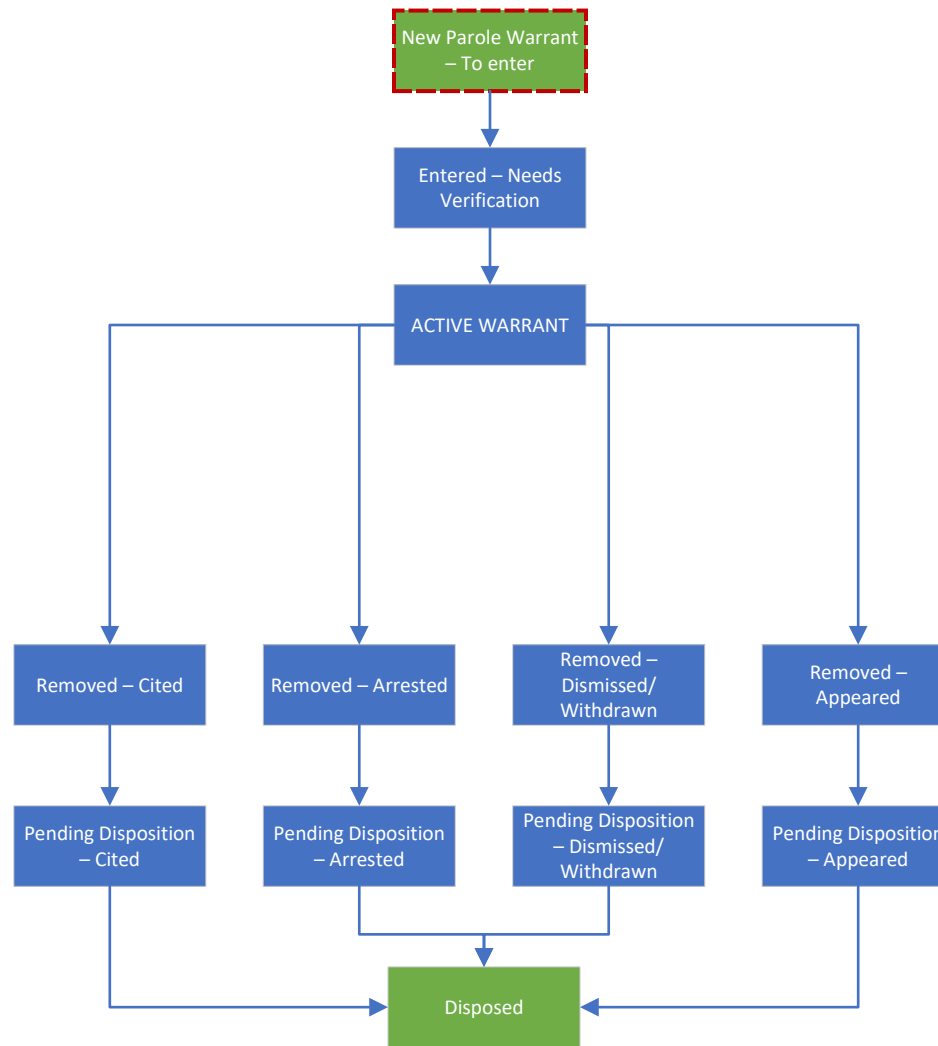 New Parole Warrant
– To enter
Entered – Needs
Verification
ACTIVE WARRANT
Removed – Cited
Removed – Arrested
Removed –
Dismissed/
Withdrawn
Removed –
Appeared
Pending Disposition
– Cited
Pending Disposition
– Arrested
Pending Disposition
– Dismissed/
Withdrawn
Pending Disposition
– Appeared
Disposed